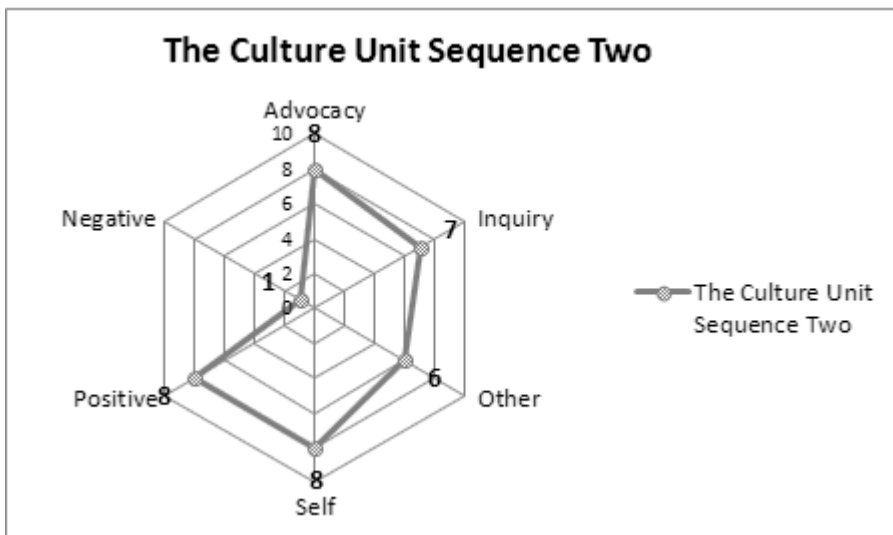 The Culture Unit Sequence Two
Advocacy
10
8
8
6
4
2
0
Inquiry
7
Other
6
Self
8
Positive
8
Negative
1
The Culture Unit
Sequence Two